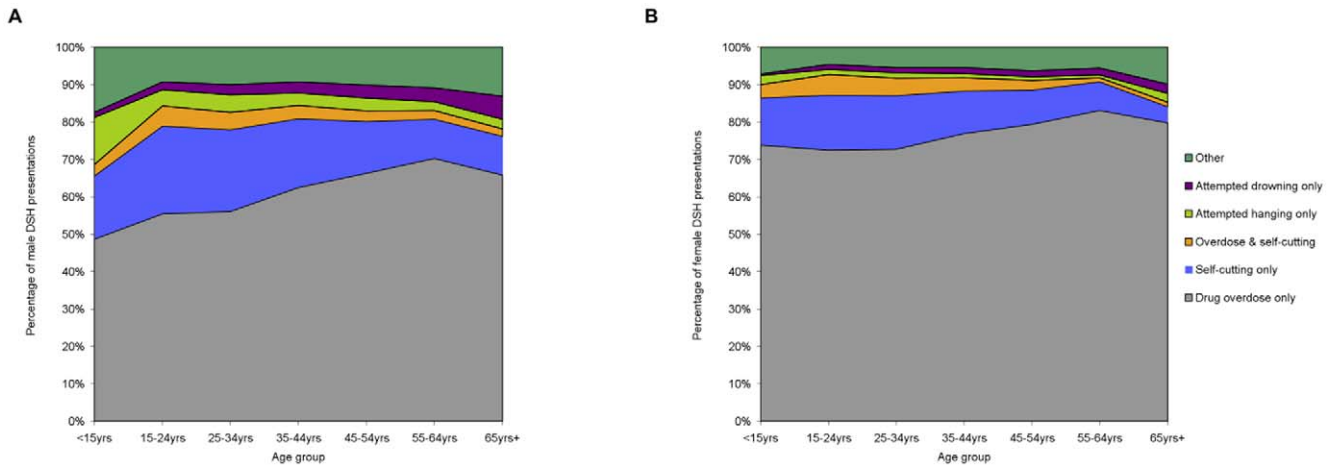 A
Percentage of male DSH presentations
100%
90%
80%
70%
60%
50%
40%
30%
20%
10%
0%
<15yrs 15-24yrs 25-34yrs 35-44yrs 45-54yrs 55-64yrs 65yrs+
Age group
B
Percentage of female DSH presentations
100%
90%
80%
70%
60%
50%
40%
30%
20%
10%
0%
<15yrs 15-24yrs 25-34yrs 35-44yrs 45-54yrs 55-64yrs 65yrs+
Age group
Other
Attempted drowning only
Attempted hanging only
Overdose & self-cutting
Self-cutting only
Drug overdose only